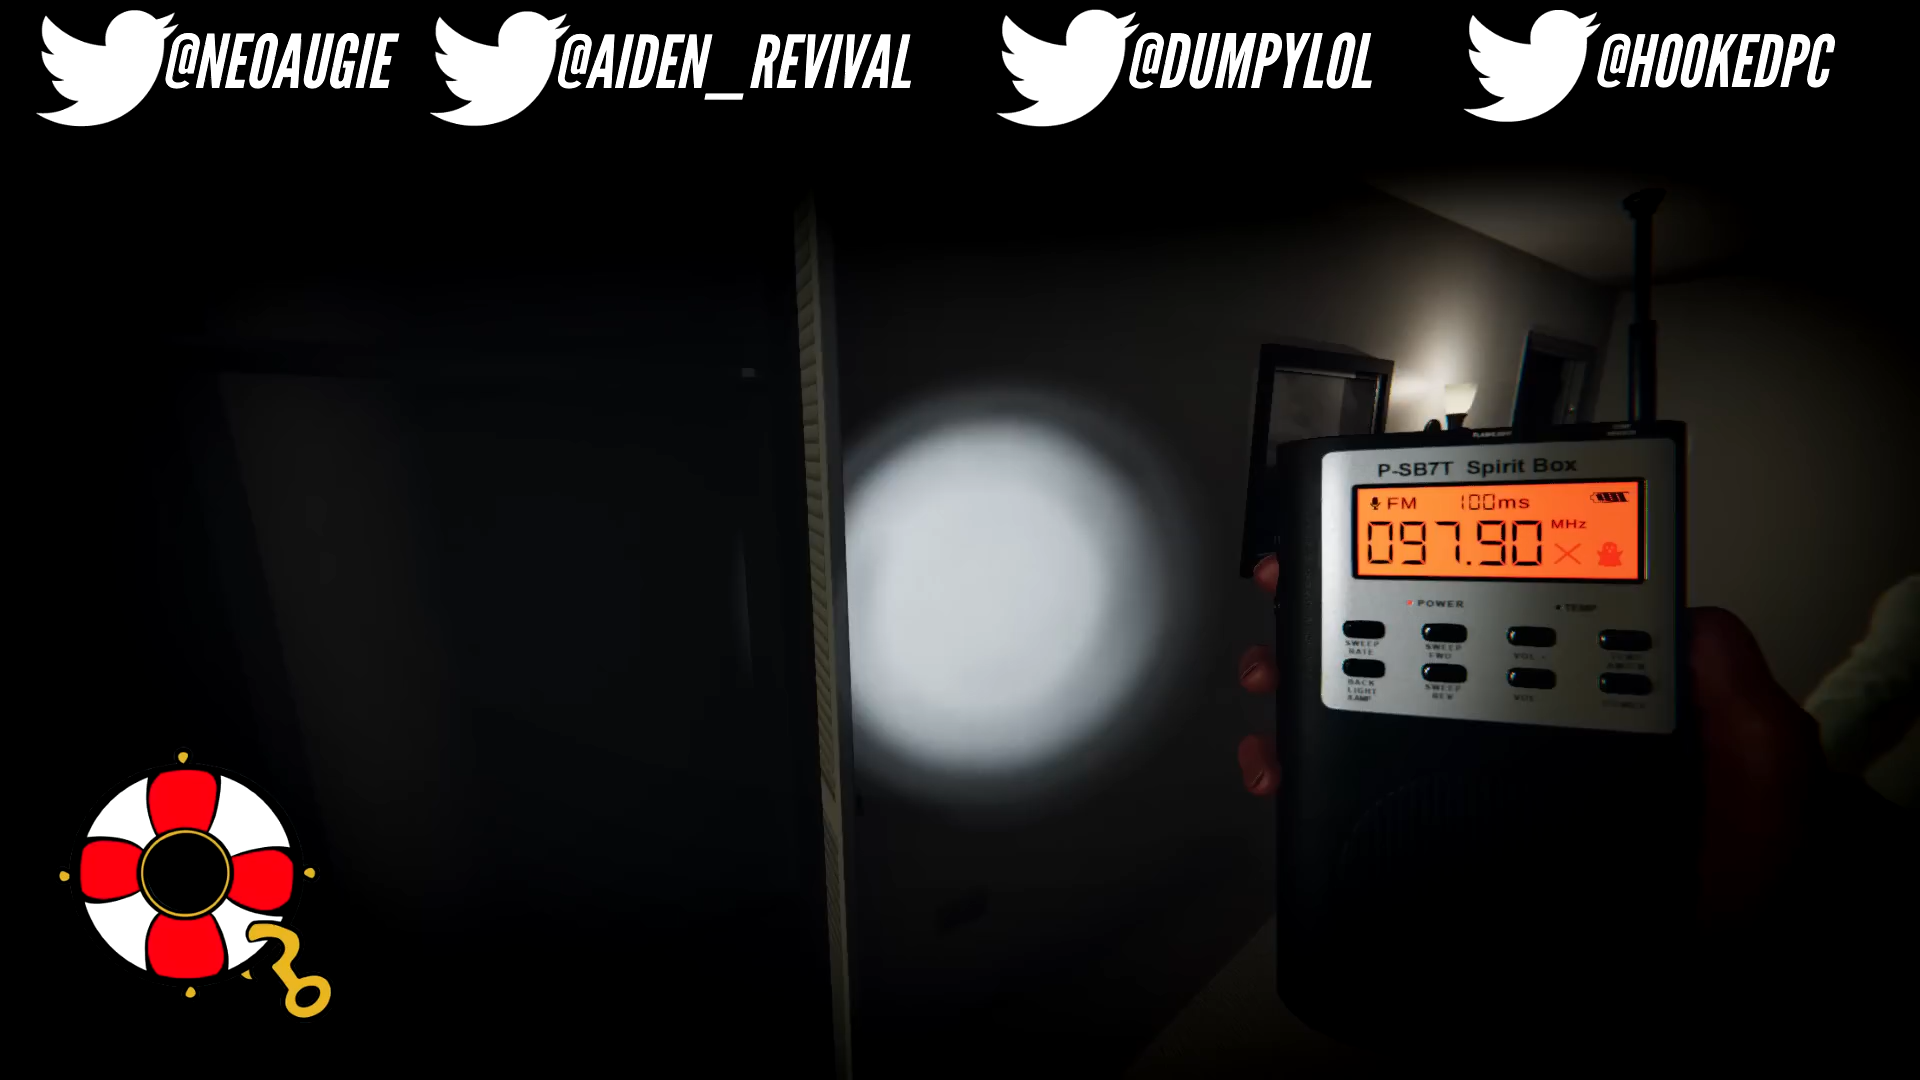 @NEOAUGIE @AIDEN_REVIVAL @DUMPYLOL @HOOKEDPC
P-SB7T Spirit Box
FM 100ms
097.90 MHz
POWER TEMP
SWEEP RATE
SWEEP FWD
VOL
BACK LIGHT
SWEEP REV
VOL